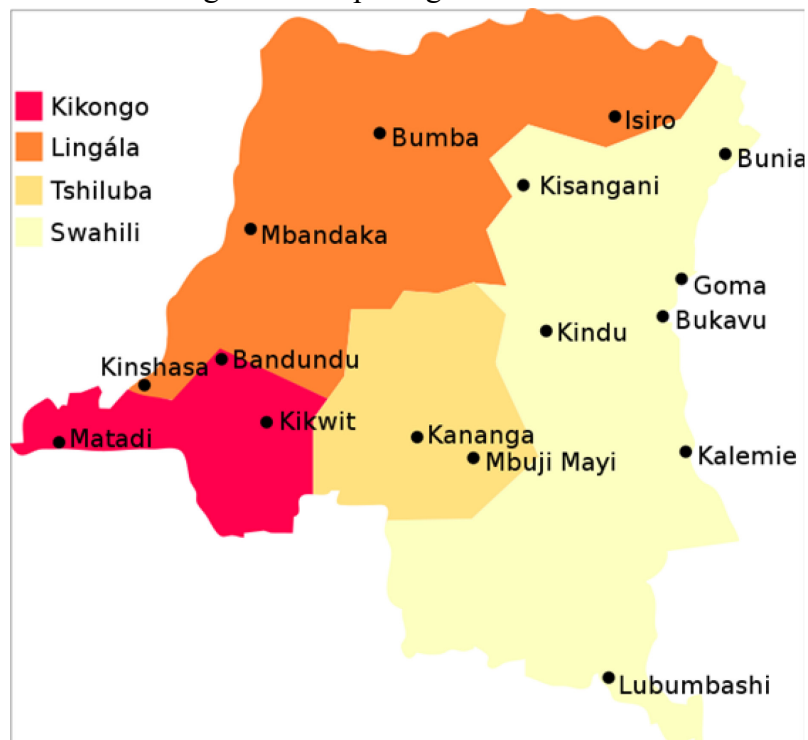 Kikongo
Lingála
Tshiluba
Swahili
Bumba
Isiro
Bunia
Kisangani
Mbandaka
Goma
Bukavu
Kindu
Bandundu
Kinshasa
Kikwit
Matadi
Kananga
Mbuji Mayi
Kalemie
Lubumbashi